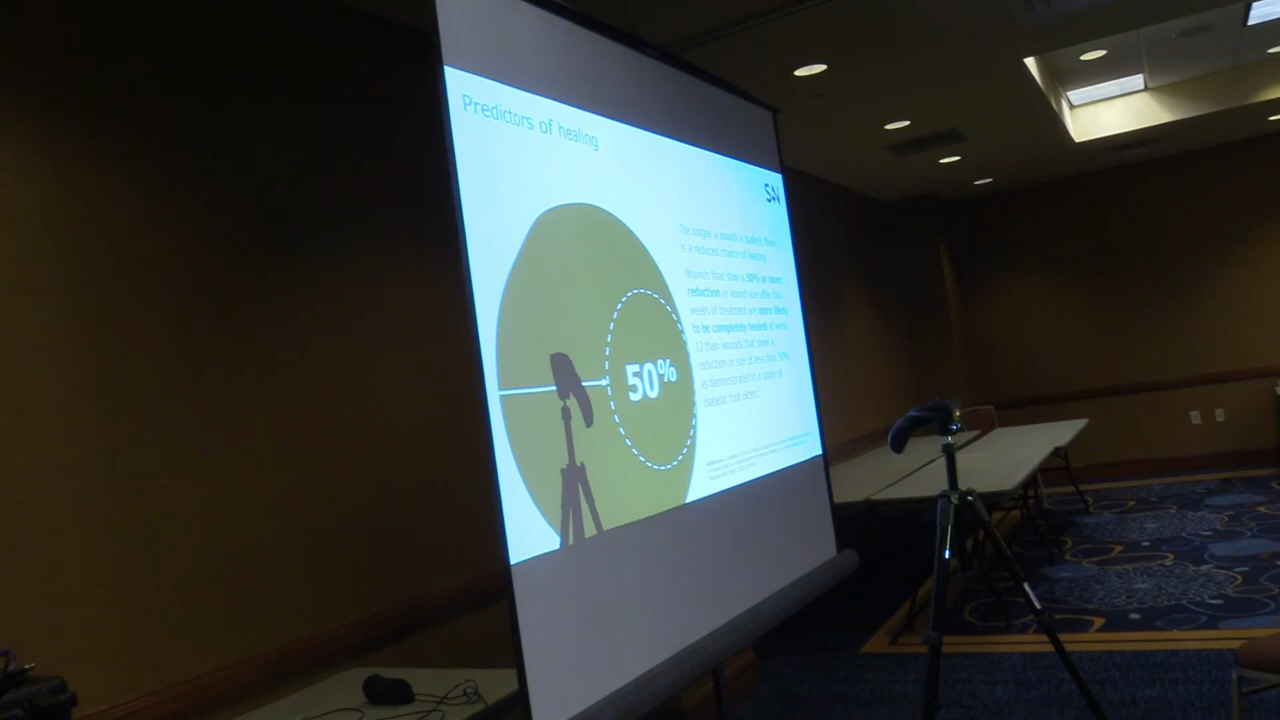 Predictors of healing
S+N
50%
The longer a wound is stalled, there
is a reduced chance of healing
Wounds that show a 50% or more
reduction in wound size after four
weeks of treatment are more likely
to be completely healed at week
12 than wounds that show a
reduction in size of less than 50%
as demonstrated in a study of
diabetic foot ulcers.